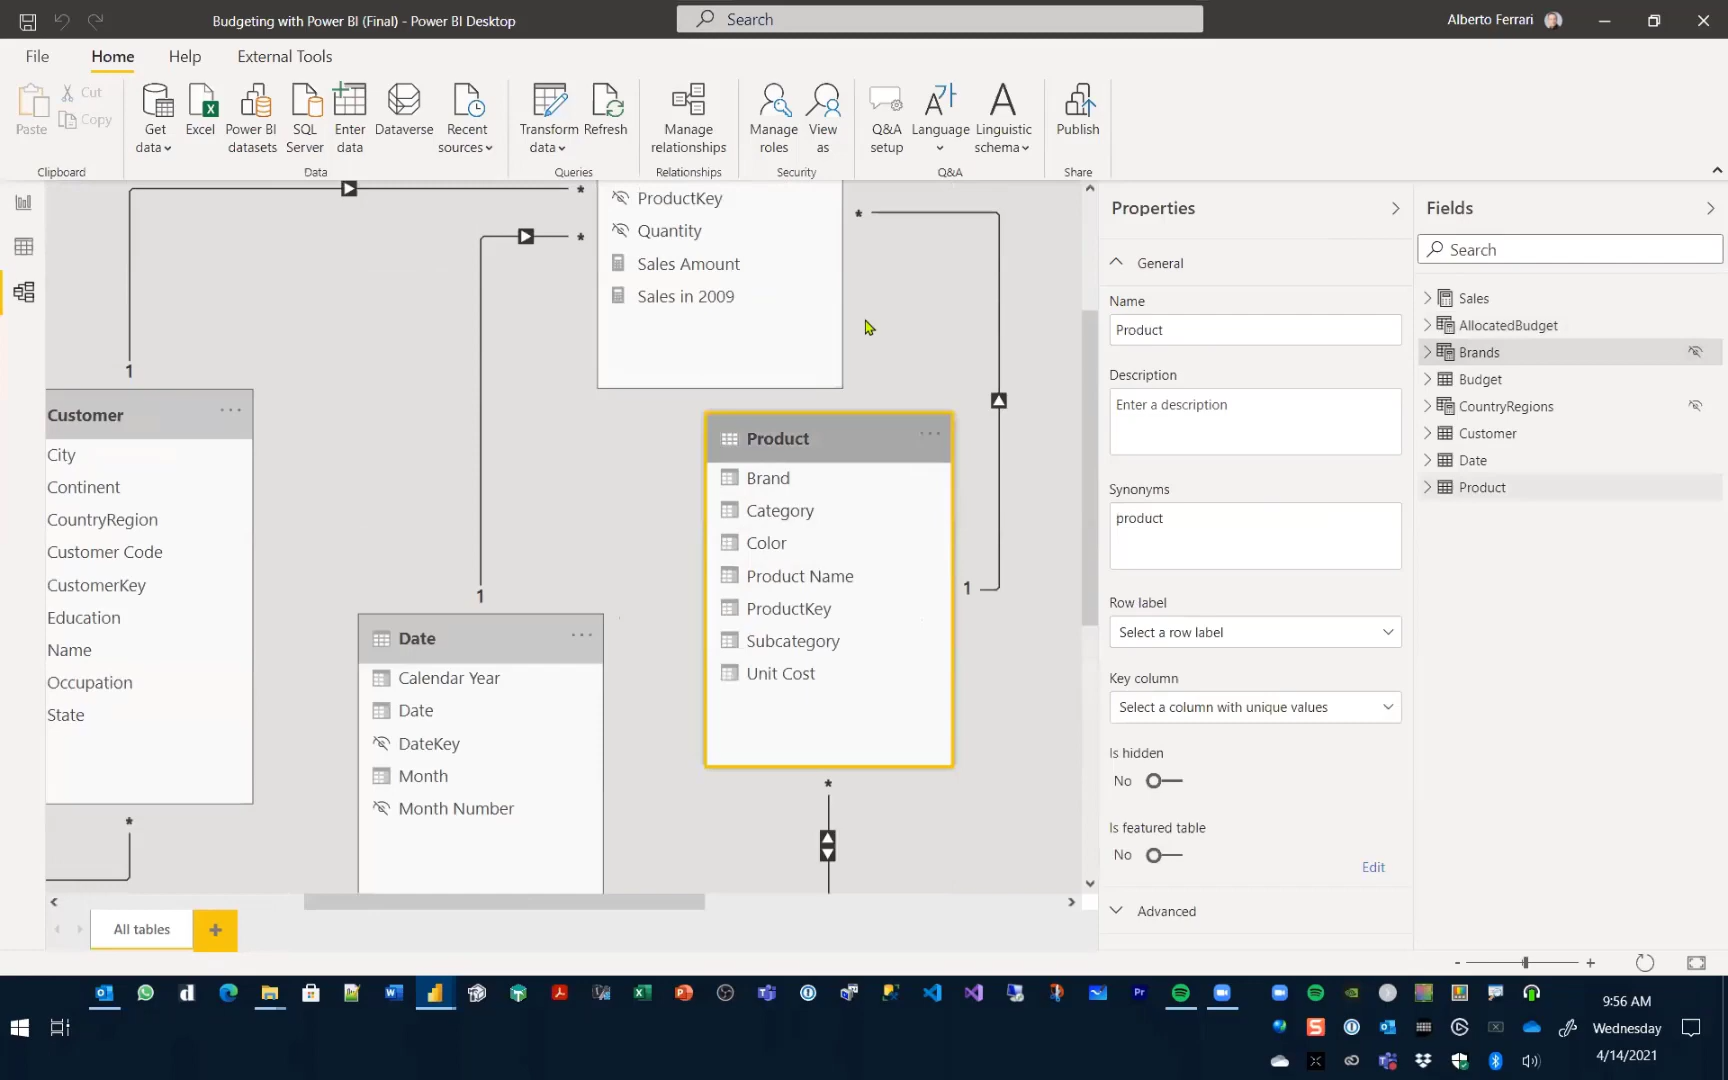 Budgeting with Power BI (Final) - Power BI Desktop
Search
Alberto Ferrari
File
Home
Help
External Tools
Paste
Cut
Copy
Get data
Excel
Power BI datasets
SQL Server
Enter data
Dataverse
Recent sources
Transform data
Refresh
Manage relationships
Manage roles
View as
Q&A setup
Language
Linguistic schema
Publish
Clipboard
Data
Queries
Relationships
Security
Q&A
Share
ProductKey
Quantity
Sales Amount
Sales in 2009
*
*
*
1
1
1
*
*
Customer
City
Continent
CountryRegion
Customer Code
CustomerKey
Education
Name
Occupation
State
Date
Calendar Year
Date
DateKey
Month
Month Number
Product
Brand
Category
Color
Product Name
ProductKey
Subcategory
Unit Cost
All tables
+
Properties
General
Name
Product
Description
Enter a description
Synonyms
product
Row label
Select a row label
Key column
Select a column with unique values
Is hidden
No
Is featured table
No
Edit
Advanced
Fields
Search
Sales
AllocatedBudget
Brands
Budget
CountryRegions
Customer
Date
Product
- +
9:56 AM
Wednesday
4/14/2021